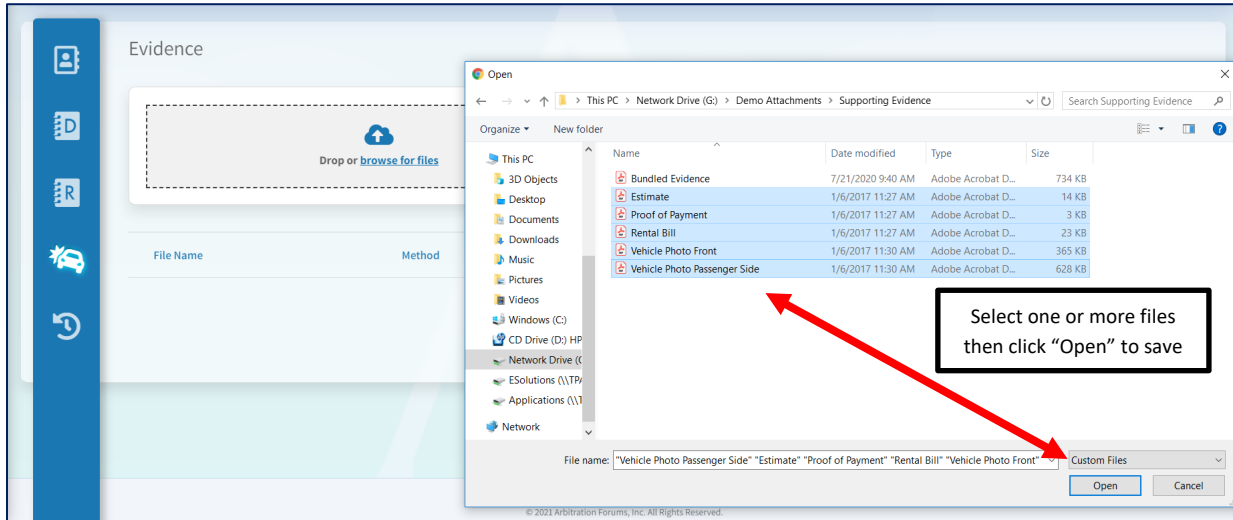 Evidence
Drop or browse for files
File Name Method
Open
This PC > Network Drive (G:) > Demo Attachments > Supporting Evidence
Search Supporting Evidence
Organize New folder
Name Date modified Type Size
This PC
3D Objects
Desktop
Documents
Downloads
Music
Pictures
Videos
Windows (C:)
CD Drive (D:) HP
Network Drive (G
ESolutions (\\TPA
Applications (\\T
Network
Bundled Evidence 7/21/2020 9:40 AM Adobe Acrobat D... 734 KB
Estimate 1/6/2017 11:27 AM Adobe Acrobat D... 14 KB
Proof of Payment 1/6/2017 11:27 AM Adobe Acrobat D... 3 KB
Rental Bill 1/6/2017 11:27 AM Adobe Acrobat D... 23 KB
Vehicle Photo Front 1/6/2017 11:30 AM Adobe Acrobat D... 365 KB
Vehicle Photo Passenger Side 1/6/2017 11:30 AM Adobe Acrobat D... 628 KB
Select one or more files
then click “Open” to save
File name: "Vehicle Photo Passenger Side" "Estimate" "Proof of Payment" "Rental Bill" "Vehicle Photo Front" Custom Files
Open Cancel
© 2021 Arbitration Forums, Inc. All Rights Reserved.
D
R